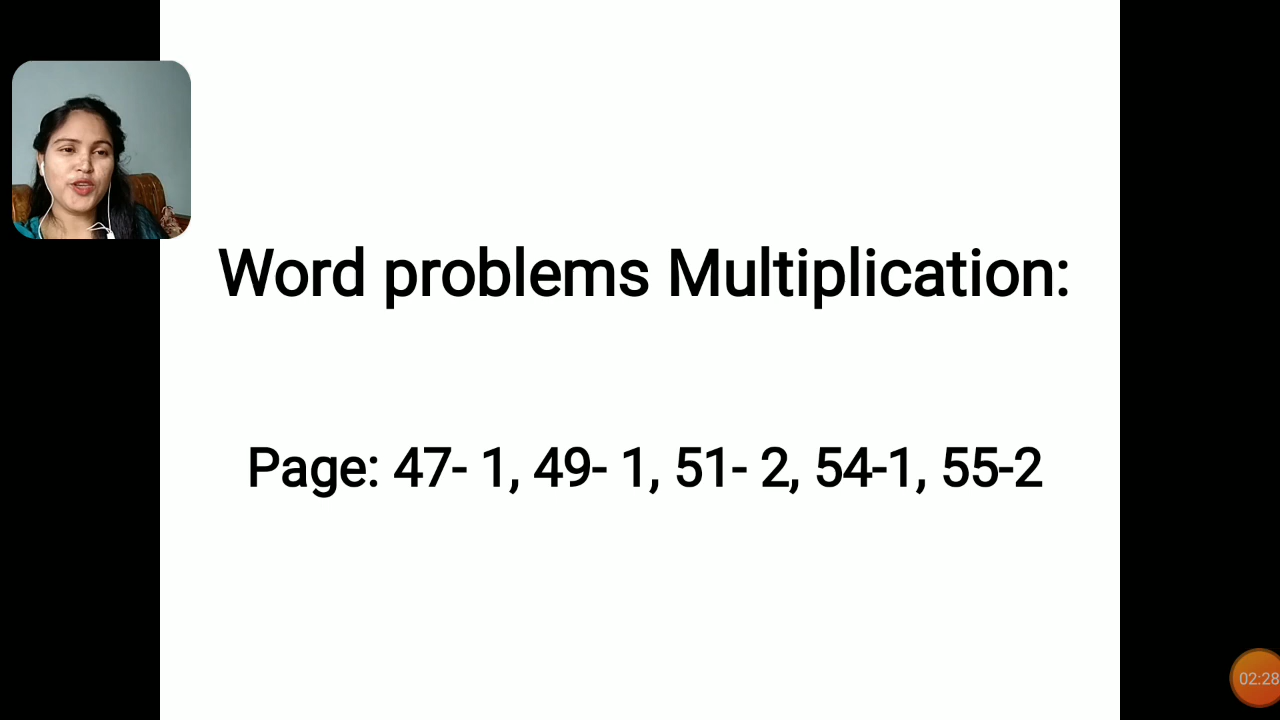 Word problems Multiplication:
Page: 47- 1, 49- 1, 51- 2, 54-1, 55-2
02:28